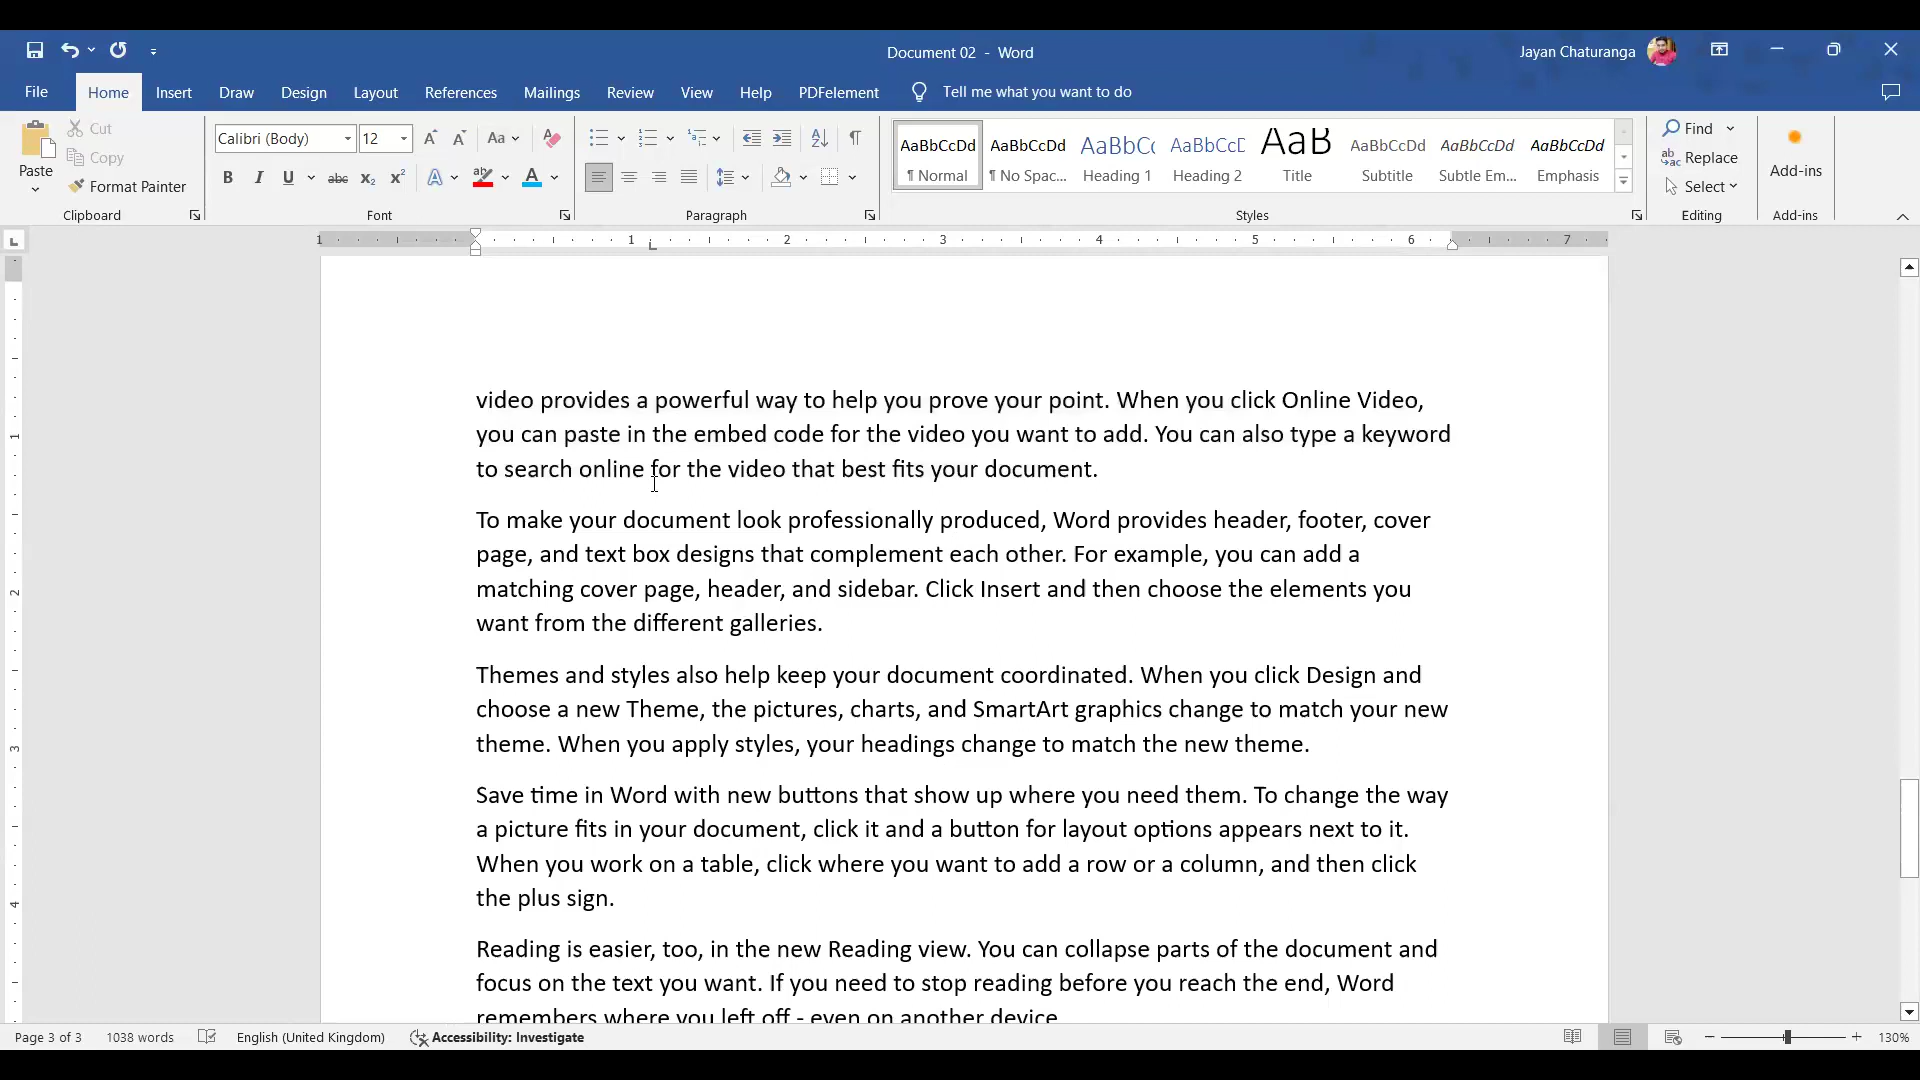 Document 02 - Word
Jayan Chaturanga
File Home Insert Draw Design Layout References Mailings Review View Help PDFelement Tell me what you want to do
Paste
Cut
Copy
Format Painter
Clipboard
Calibri (Body) 12
Font
Paragraph
AaBbCcDd AaBbCcDd AaBbC AaBbCcD AaB AaBbCcDd AaBbCcDd AaBbCcDd
¶ Normal ¶ No Spac... Heading 1 Heading 2 Title Subtitle Subtle Em... Emphasis
Styles
Find
Replace
Select
Editing
Add-ins
Add-ins
1 1 2 3 4 5 6 7
1
2
3
4
video provides a powerful way to help you prove your point. When you click Online Video,
you can paste in the embed code for the video you want to add. You can also type a keyword
to search online for the video that best fits your document.
To make your document look professionally produced, Word provides header, footer, cover
page, and text box designs that complement each other. For example, you can add a
matching cover page, header, and sidebar. Click Insert and then choose the elements you
want from the different galleries.
Themes and styles also help keep your document coordinated. When you click Design and
choose a new Theme, the pictures, charts, and SmartArt graphics change to match your new
theme. When you apply styles, your headings change to match the new theme.
Save time in Word with new buttons that show up where you need them. To change the way
a picture fits in your document, click it and a button for layout options appears next to it.
When you work on a table, click where you want to add a row or a column, and then click
the plus sign.
Reading is easier, too, in the new Reading view. You can collapse parts of the document and
focus on the text you want. If you need to stop reading before you reach the end, Word
remembers where you left off - even on another device.
Page 3 of 3 1038 words English (United Kingdom) Accessibility: Investigate 130%